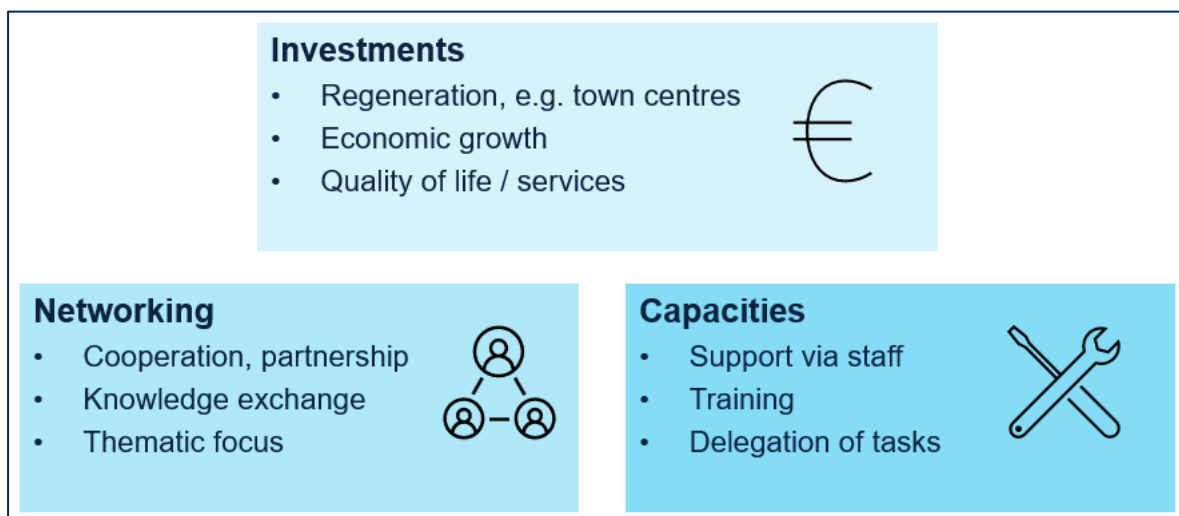 Investments
• Regeneration, e.g. town centres
• Economic growth
• Quality of life / services
Networking
• Cooperation, partnership
• Knowledge exchange
• Thematic focus
Capacities
• Support via staff
• Training
• Delegation of tasks